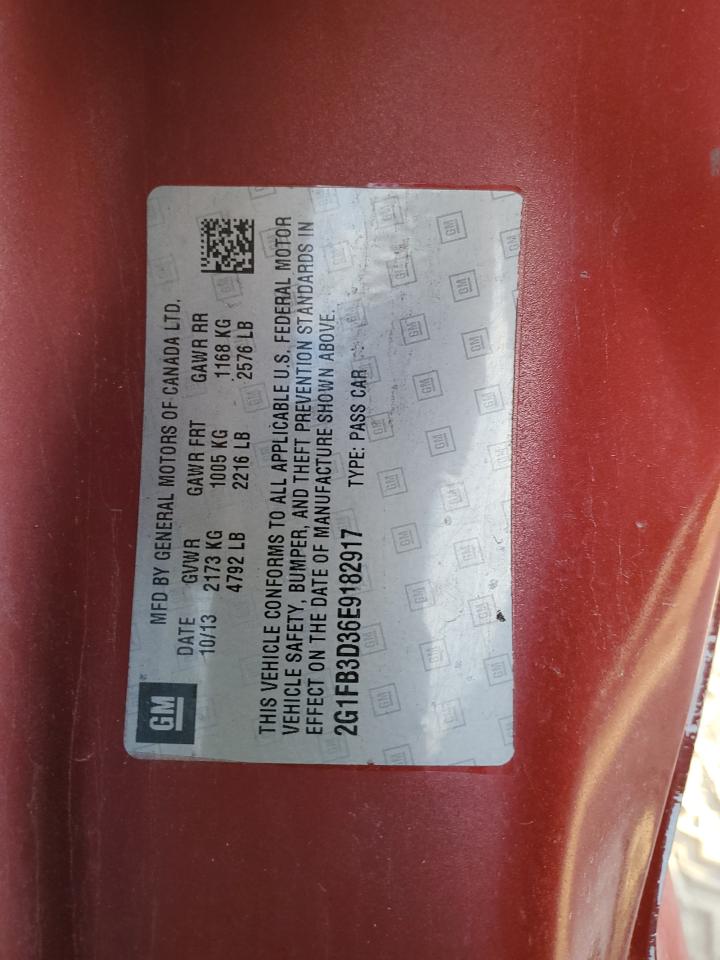 GM
MFD BY GENERAL MOTORS OF CANADA LTD.
DATE GVWR GAWR FRT GAWR RR
10/13 2173 KG 1005 KG 1168 KG
4792 LB 2216 LB 2576 LB
THIS VEHICLE CONFORMS TO ALL APPLICABLE U.S. FEDERAL MOTOR
VEHICLE SAFETY, BUMPER, AND THEFT PREVENTION STANDARDS IN
EFFECT ON THE DATE OF MANUFACTURE SHOWN ABOVE.
2G1FB3D36E9182917 TYPE: PASS CAR